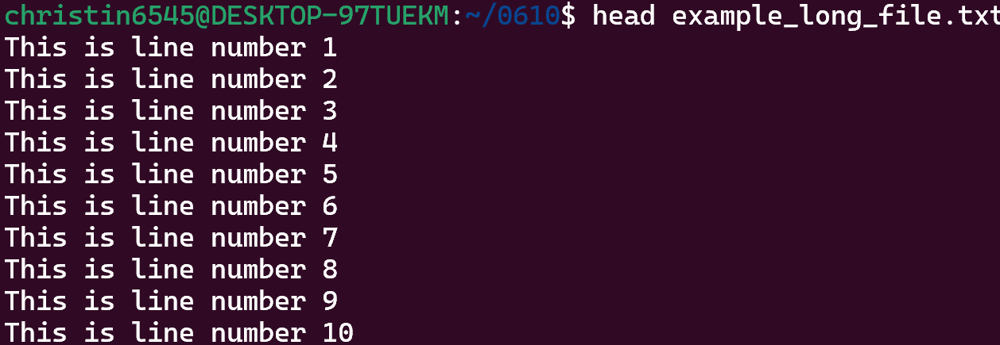 christin6545@DESKTOP-97TUEKM:~/0610$ head example_long_file.txt
This is line number 1
This is line number 2
This is line number 3
This is line number 4
This is line number 5
This is line number 6
This is line number 7
This is line number 8
This is line number 9
This is line number 10